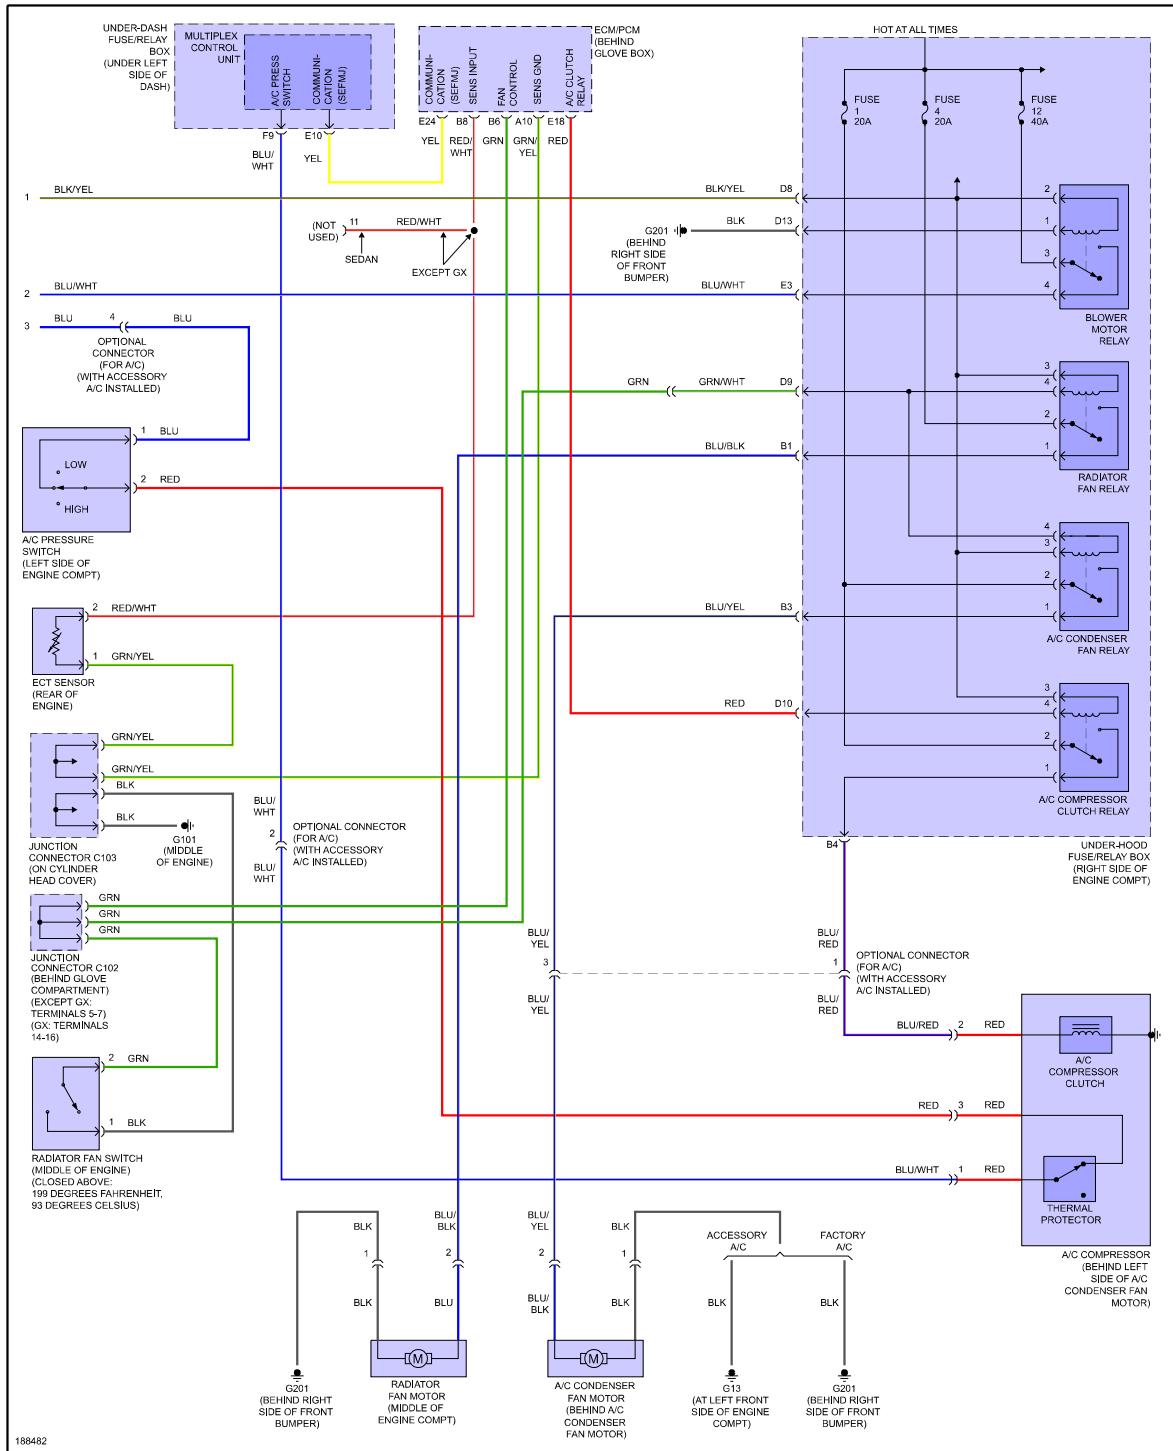 UNDER-DASH
FUSE/RELAY
BOX
(UNDER LEFT
SIDE OF
DASH)
MULTIPLEX
CONTROL
UNIT
A/C PRESS
SWITCH
COMMUNI-
CATION
(SEFMJ)
F9
E10
BLU/
WHT
YEL
ECM/PCM
(BEHIND
GLOVE BOX)
COMMUNI-
CATION
(SEFMJ)
SENS INPUT
FAN
CONTROL
SENS GND
A/C CLUTCH
RELAY
E24
B8
B6
A10
E18
YEL
RED/
WHT
GRN
GRN/
YEL
RED
HOT AT ALL TIMES
FUSE
1
20A
FUSE
4
20A
FUSE
12
40A
1
BLK/YEL
BLK/YEL
D8
(NOT
USED)
11
RED/WHT
SEDAN
EXCEPT GX
G201
(BEHIND
RIGHT SIDE
OF FRONT
BUMPER)
BLK
D13
2
BLU/WHT
BLU/WHT
E3
2
1
3
4
BLOWER
MOTOR
RELAY
3
BLU
4
BLU
OPTIONAL
CONNECTOR
(FOR A/C)
(WITH ACCESSORY
A/C INSTALLED)
GRN
GRN/WHT
D9
BLU/BLK
B1
3
4
2
1
RADIATOR
FAN RELAY
1
BLU
LOW
2
RED
HIGH
A/C PRESSURE
SWITCH
(LEFT SIDE OF
ENGINE COMPT)
4
3
2
1
A/C CONDENSER
FAN RELAY
BLU/YEL
B3
2
RED/WHT
1
GRN/YEL
ECT SENSOR
(REAR OF
ENGINE)
RED
D10
3
4
2
1
A/C COMPRESSOR
CLUTCH RELAY
GRN/YEL
GRN/YEL
BLK
BLK
G101
(MIDDLE
OF ENGINE)
JUNCTION
CONNECTOR C103
(ON CYLINDER
HEAD COVER)
BLU/
WHT
2
BLU/
WHT
OPTIONAL CONNECTOR
(FOR A/C)
(WITH ACCESSORY
A/C INSTALLED)
B4
UNDER-HOOD
FUSE/RELAY BOX
(RIGHT SIDE OF
ENGINE COMPT)
GRN
GRN
GRN
JUNCTION
CONNECTOR C102
(BEHIND GLOVE
COMPARTMENT)
(EXCEPT GX:
TERMINALS 5-7)
(GX: TERMINALS
14-16)
BLU/
YEL
3
BLU/
YEL
BLU/
RED
1
BLU/
RED
OPTIONAL CONNECTOR
(FOR A/C)
(WITH ACCESSORY
A/C INSTALLED)
BLU/RED
2
RED
A/C
COMPRESSOR
CLUTCH
2
GRN
1
BLK
RADIATOR FAN SWITCH
(MIDDLE OF ENGINE)
(CLOSED ABOVE:
199 DEGREES FAHRENHEIT,
93 DEGREES CELSIUS)
RED
3
RED
BLU/WHT
1
RED
THERMAL
PROTECTOR
A/C COMPRESSOR
(BEHIND LEFT
SIDE OF A/C
CONDENSER FAN
MOTOR)
BLK
1
BLK
BLU/
BLK
2
BLU
BLU/
YEL
2
BLU/
BLK
BLK
1
BLK
ACCESSORY
A/C
FACTORY
A/C
BLK
BLK
M
M
G201
(BEHIND RIGHT
SIDE OF FRONT
BUMPER)
RADIATOR
FAN MOTOR
(MIDDLE OF
ENGINE COMPT)
A/C CONDENSER
FAN MOTOR
(BEHIND A/C
CONDENSER
FAN MOTOR)
G13
(AT LEFT FRONT
SIDE OF ENGINE
COMPT)
G201
(BEHIND RIGHT
SIDE OF FRONT
BUMPER)
188482